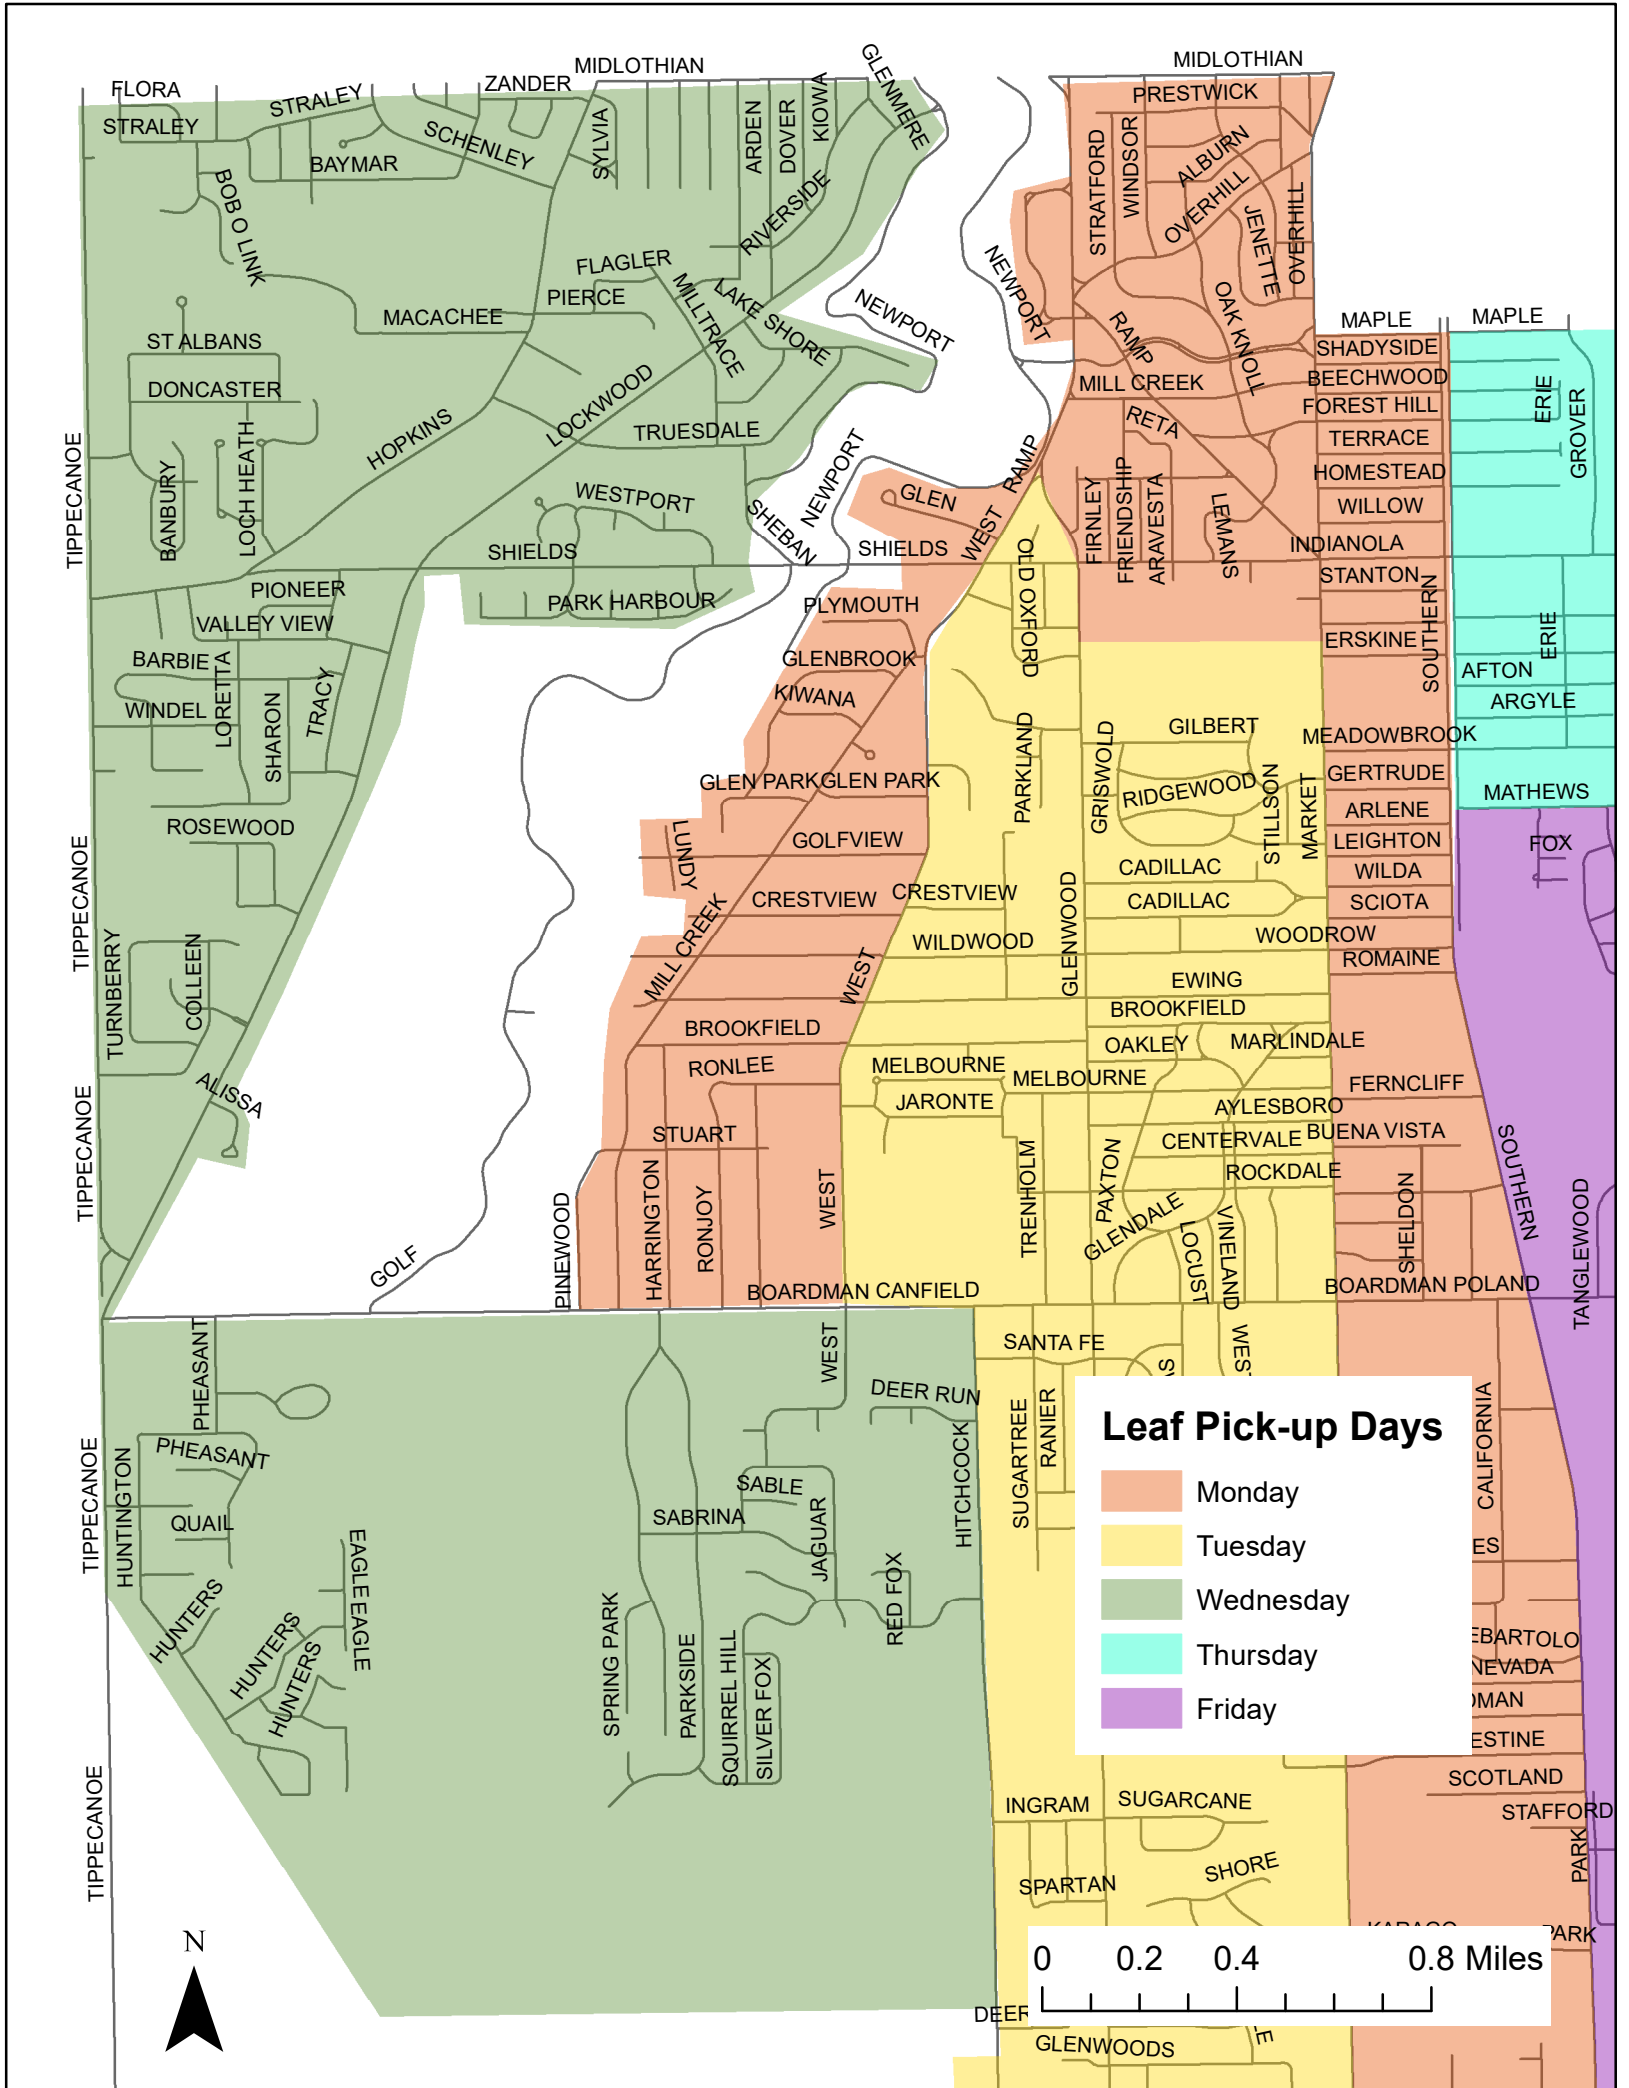 MIDLOTHIAN
MIDLOTHIAN
FLORA
ZANDER
GLENMERE
STRALEY
STRALEY
KIOWA
PRESTWICK
SCHENLEY
SYLVIA
ARDEN
DOVER
BAYMAR
STRATFORD
WINDSOR
ALBURN
OVERHILL
OVERHILL
JENETTE
BOB O LINK
RIVERSIDE
FLAGLER
PIERCE
MILLTRACE
LAKE SHORE
NEWPORT
NEWPORT
MACACHEE
OAK KNOLL
RAMP
MAPLE
MAPLE
ST ALBANS
SHADYSIDE
DONCASTER
MILL CREEK
BEECHWOOD
ERIE
GROVER
FOREST HILL
HOPKINS
LOCKWOOD
TRUESDALE
RETA
TERRACE
TIPPECANOE
BANBURY
LOCH HEATH
NEWPORT
RAMP
HOMESTEAD
WESTPORT
SHEBAN
GLEN
WEST
FIRNLEY
FRIENDSHIP
ARAVESTA
LEMANS
WILLOW
SHIELDS
SHIELDS
INDIANOLA
OLD OXFORD
STANTON
PIONEER
PARK HARBOUR
PLYMOUTH
SOUTHERN
VALLEY VIEW
ERSKINE
ERIE
BARBIE
LORETTA
GLENBROOK
AFTON
SHARON
TRACY
KIWANA
ARGYLE
WINDEL
PARKLAND
GRISWOLD
GILBERT
MEADOWBROOK
GLEN PARK
GLEN PARK
RIDGEWOOD
STILLSON
MARKET
GERTRUDE
MATHEWS
ARLENE
ROSEWOOD
LUNDY
GOLFVIEW
LEIGHTON
FOX
TIPPECANOE
CADILLAC
WILDA
CRESTVIEW
CRESTVIEW
CADILLAC
SCIOTA
MILL CREEK
WEST
WILDWOOD
GLENWOOD
WOODROW
ROMAINE
TURNBERRY
COLLEEN
EWING
BROOKFIELD
BROOKFIELD
OAKLEY
MARLINDALE
RONLEE
MELBOURNE
MELBOURNE
FERNCLIFF
ALISSA
JARONTE
AYLESBORO
TIPPECANOE
STUART
CENTERVALE
BUENA VISTA
SOUTHERN
HARRINGTON
RONJOY
WEST
TRENHOLM
PAXTON
ROCKDALE
SHELDON
TANGLEWOOD
PINEWOOD
GLENDALE
LOCUST
VINELAND
GOLF
BOARDMAN CANFIELD
BOARDMAN POLAND
PHEASANT
WEST
SANTA FE
WEST
DEER RUN
PHEASANT
HITCHCOCK
SUGARTREE
RANIER
CALIFORNIA
TIPPECANOE
HUNTINGTON
SABLE
SABRINA
JAGUAR
QUAIL
EAGLE
EAGLE
ES
Leaf Pick-up Days
Monday
Tuesday
Wednesday
Thursday
Friday
HUNTERS
HUNTERS
HUNTERS
SPRING PARK
PARKSIDE
SQUIRREL HILL
SILVER FOX
RED FOX
EBARTOLO
NEVADA
DMAN
ESTINE
SCOTLAND
TIPPECANOE
INGRAM
SUGARCANE
STAFFORD
PARK
SPARTAN
SHORE
PARK
N
0 0.2 0.4 0.8 Miles
DEER
GLENWOODS
LE